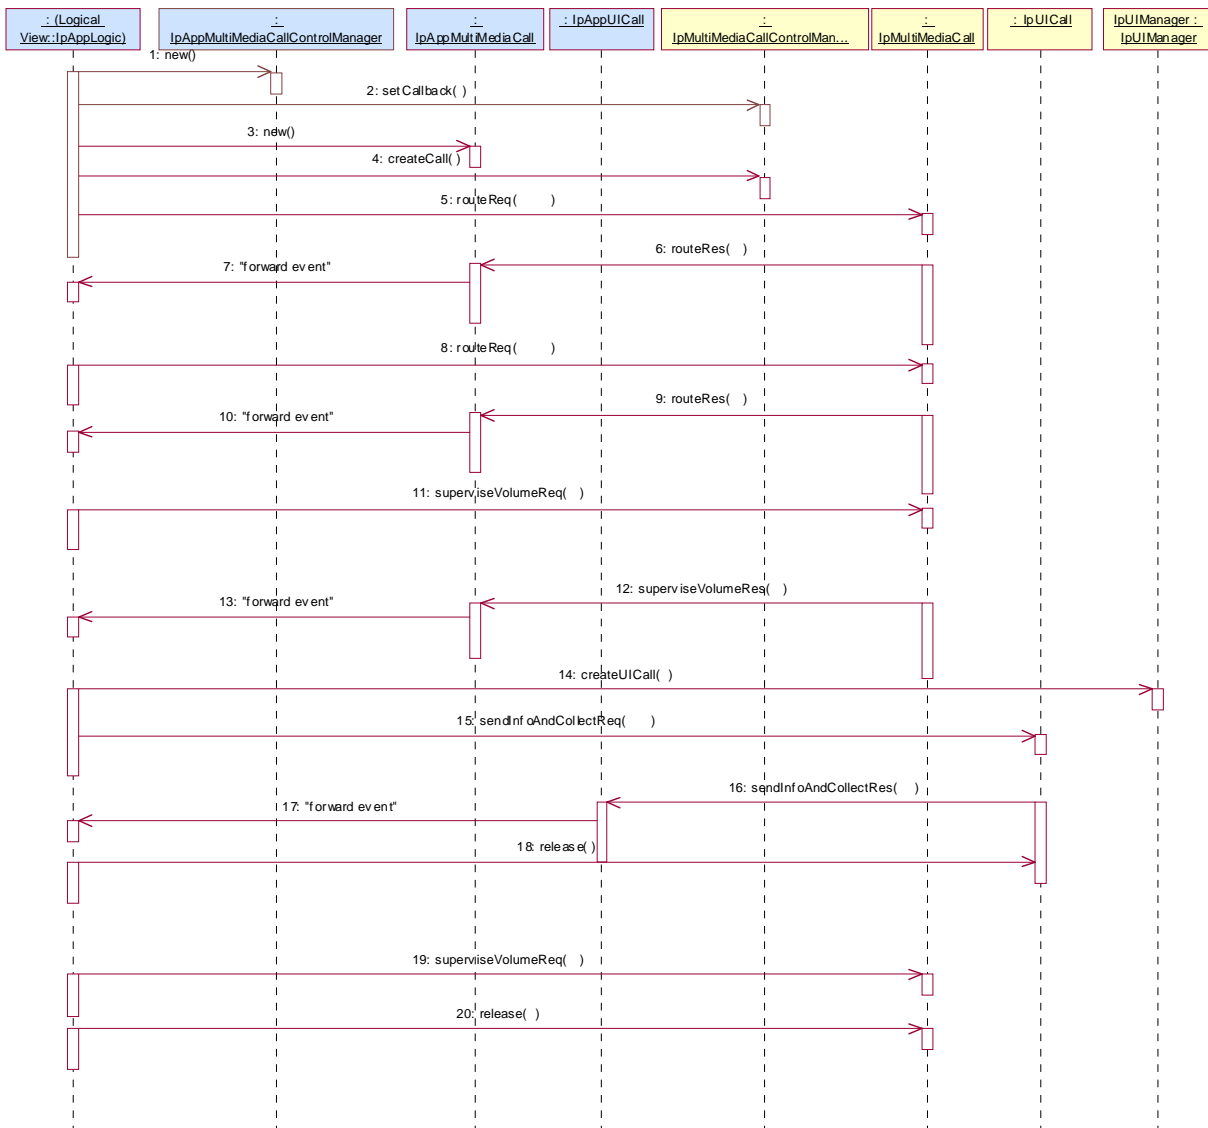 : (Logical
View::IpAppLogic)
:
IpAppMultiMediaCallControlManager
:
IpAppMultiMediaCall
: IpAppUICall
:
IpMultiMediaCallControlMan...
:
IpMultiMediaCall
: IpUICall
IpUIManager :
IpUIManager
1: new()
2: setCallback( )
3: new()
4: createCall( )
5: routeReq( )
6: routeRes( )
7: "forward event"
8: routeReq( )
9: routeRes( )
10: "forward event"
11: superviseVolumeReq( )
12: superviseVolumeRes( )
13: "forward event"
14: createUICall( )
15: sendInfoAndCollectReq( )
16: sendInfoAndCollectRes( )
17: "forward event"
18: release( )
19: superviseVolumeReq( )
20: release( )